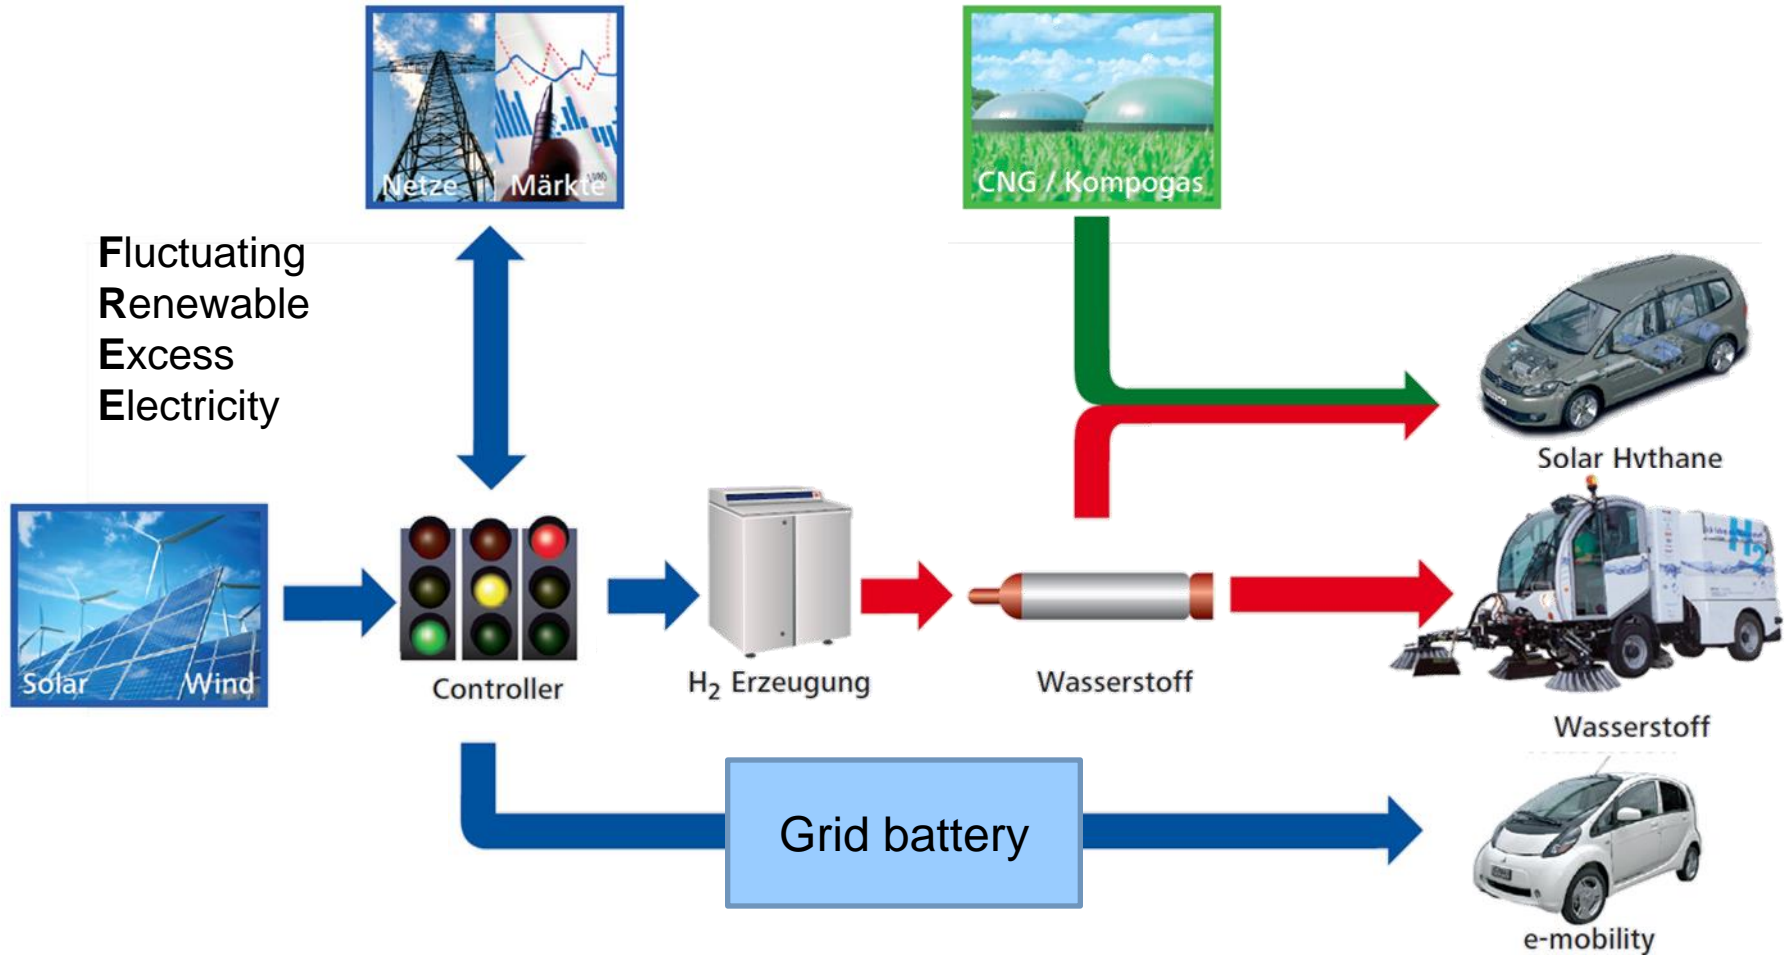 Netze Märkte
CNG / Kompogas
Fluctuating
Renewable
Excess
Electricity
Solar Hythane
Solar Wind
Controller
H₂ Erzeugung
Wasserstoff
H₂
Wasserstoff
Grid battery
e-mobility